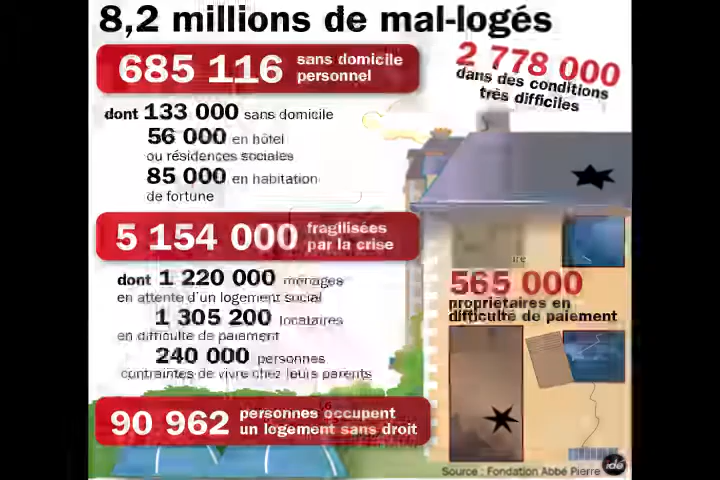 8,2 millions de mal-logés
685 116 sans domicile
personnel
dont 133 000 sans domicile
56 000 en hôtel
ou résidences sociales
85 000 en habitation
de fortune
2 778 000
dans des conditions
très difficiles
5 154 000 fragilisées
par la crise
dont 1 220 000 ménages
en attente d'un logement social
1 305 200 locataires
en difficulté de paiement
240 000 personnes
contraintes de vivre chez leurs parents
565 000
propriétaires en
difficulté de paiement
90 962 personnes occupent
un logement sans droit
Source : Fondation Abbé Pierre
idé